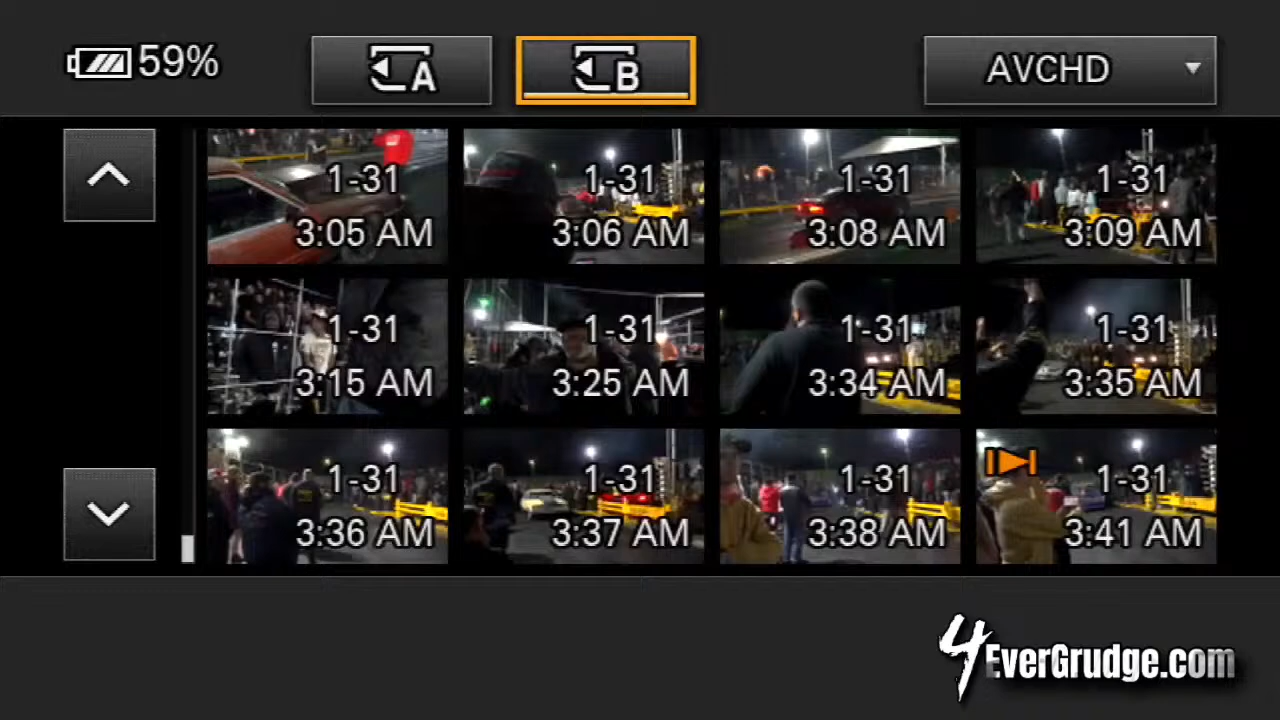 59%
A
B
AVCHD
1-31
3:05 AM
1-31
3:06 AM
1-31
3:08 AM
1-31
3:09 AM
1-31
3:15 AM
1-31
3:25 AM
1-31
3:34 AM
1-31
3:35 AM
1-31
3:36 AM
1-31
3:37 AM
1-31
3:38 AM
1-31
3:41 AM
4EverGrudge.com